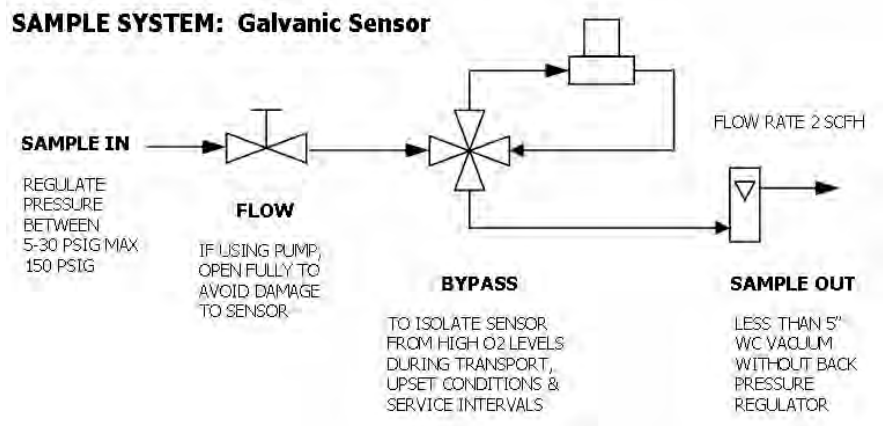 SAMPLE SYSTEM: Galvanic Sensor
FLOW RATE 2 SCFH
SAMPLE IN
REGULATE
PRESSURE
BETWEEN
5-30 PSIG MAX
150 PSIG
FLOW
IF USING PUMP,
OPEN FULLY TO
AVOID DAMAGE
TO SENSOR
BYPASS
TO ISOLATE SENSOR
FROM HIGH O2 LEVELS
DURING TRANSPORT,
UPSET CONDITIONS &
SERVICE INTERVALS
SAMPLE OUT
LESS THAN 5"
WC VACUUM
WITHOUT BACK
PRESSURE
REGULATOR